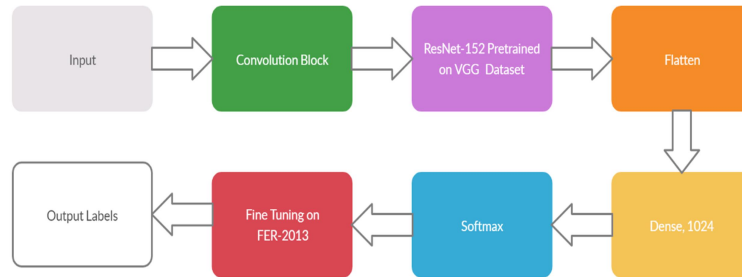 Input
Convolution Block
ResNet-152 Pretrained
on VGG Dataset
Flatten
Dense, 1024
Softmax
Fine Tuning on
FER-2013
Output Labels